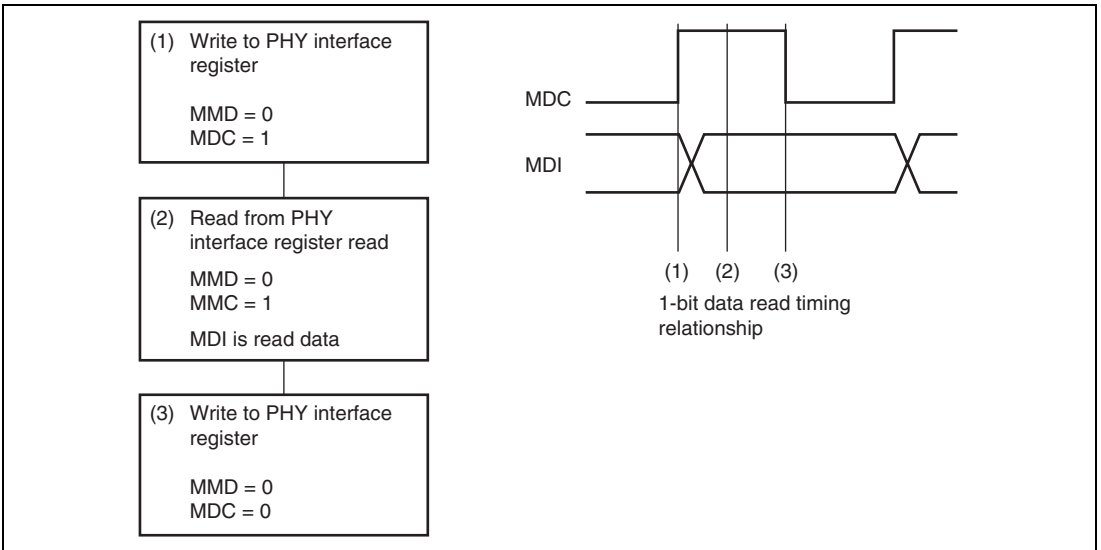 (1) Write to PHY interface
register
MMD = 0
MDC = 1
(2) Read from PHY
interface register read
MMD = 0
MMC = 1
MDI is read data
(3) Write to PHY interface
register
MMD = 0
MDC = 0
MDC
MDI
(1) (2) (3)
1-bit data read timing
relationship